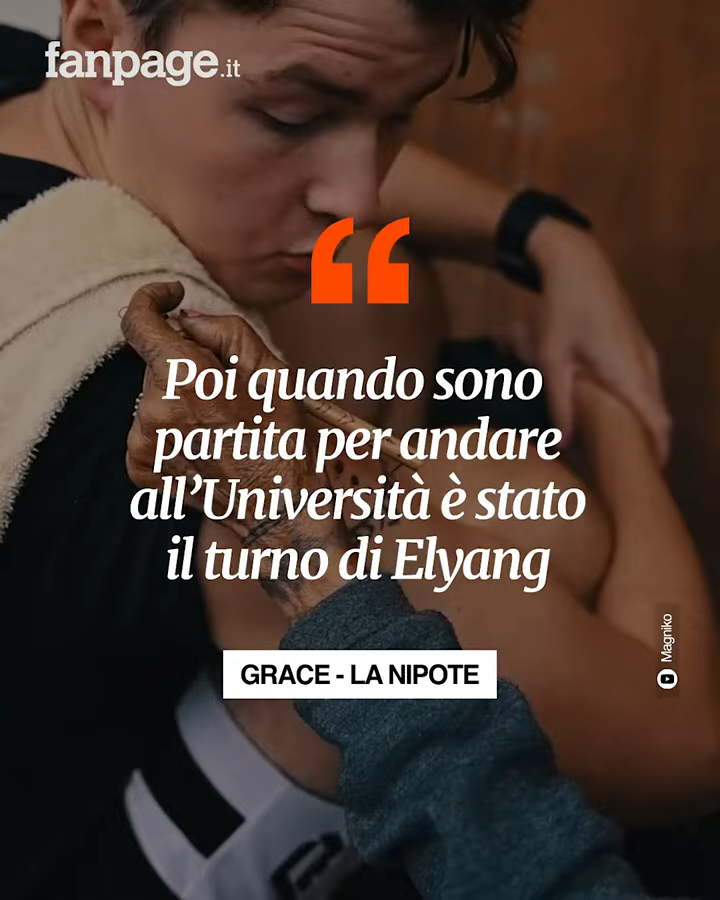 fanpage.it
“
Poi quando sono
partita per andare
all’Università è stato
il turno di Elyang
GRACE - LA NIPOTE
Magniko